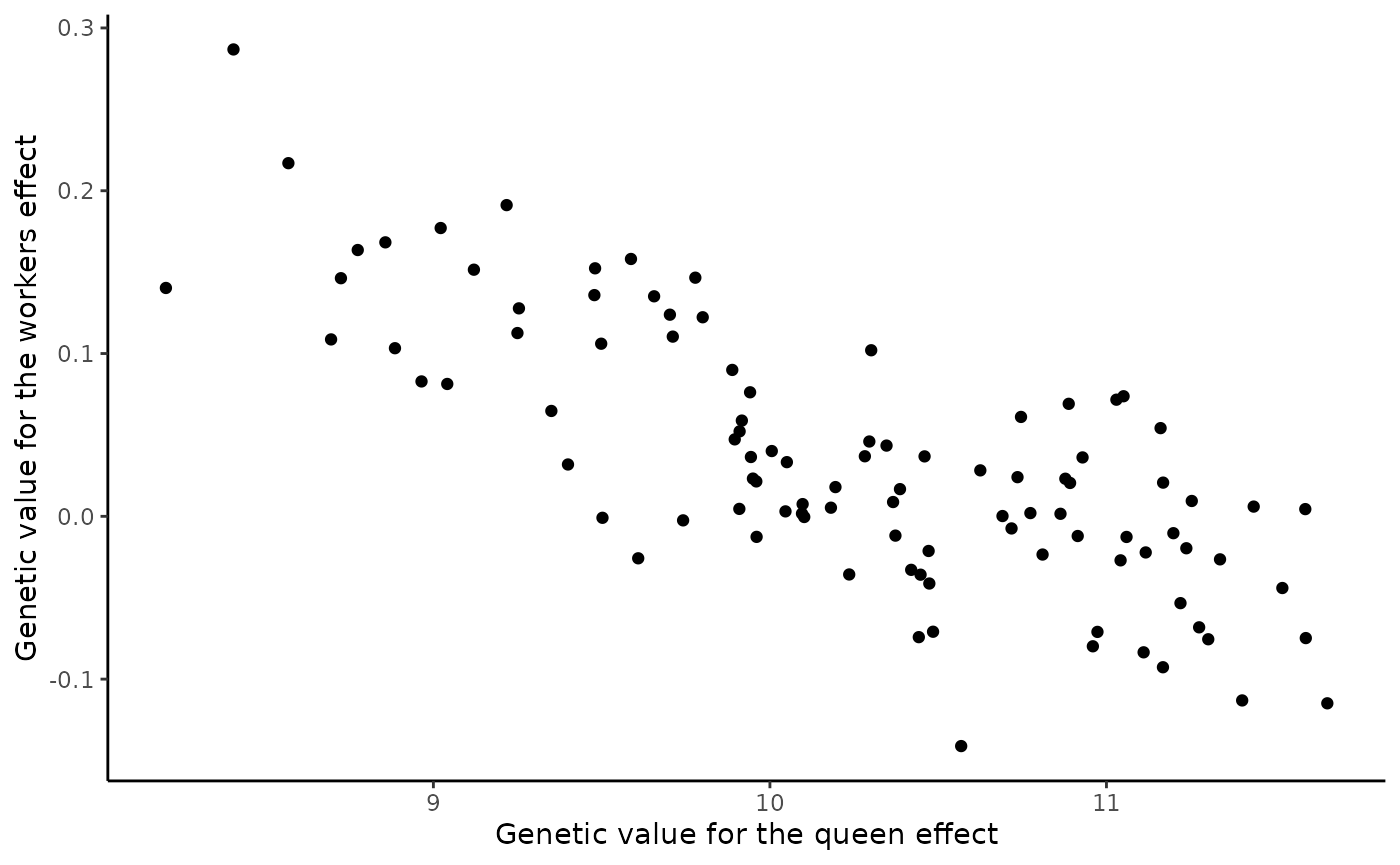 0.3
0.2
0.1
0.0
-0.1
Genetic value for the workers effect
9 10 11
Genetic value for the queen effect